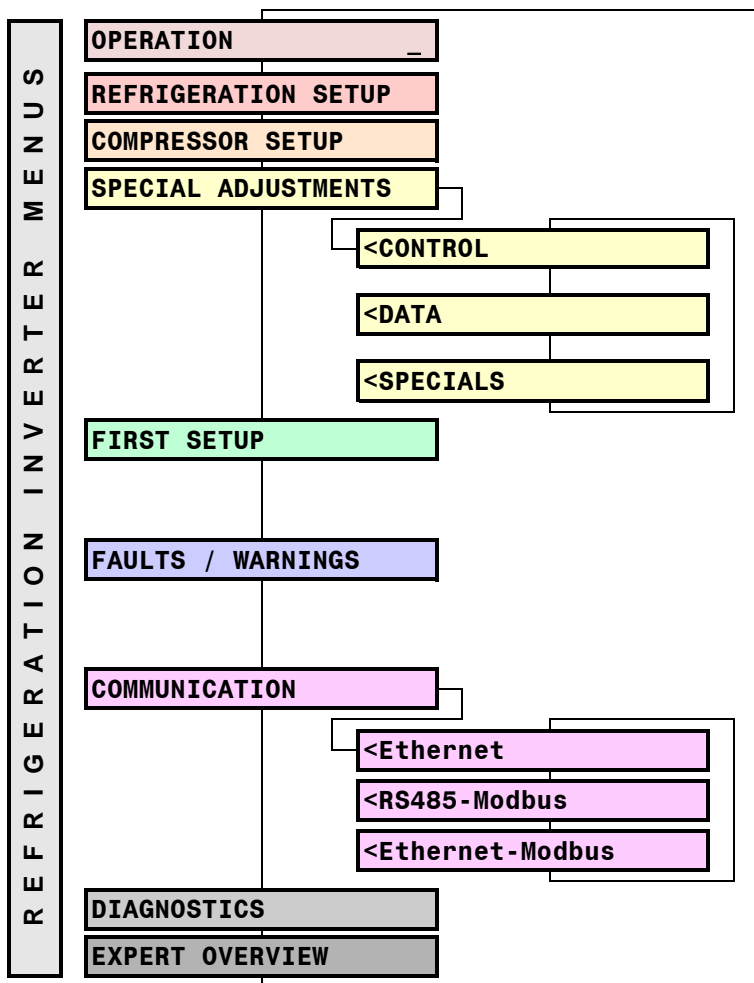 REFRIGERATION INVERTER MENUS
OPERATION _
REFRIGERATION SETUP
COMPRESSOR SETUP
SPECIAL ADJUSTMENTS
<CONTROL
<DATA
<SPECIALS
FIRST SETUP
FAULTS / WARNINGS
COMMUNICATION
<Ethernet
<RS485-Modbus
<Ethernet-Modbus
DIAGNOSTICS
EXPERT OVERVIEW